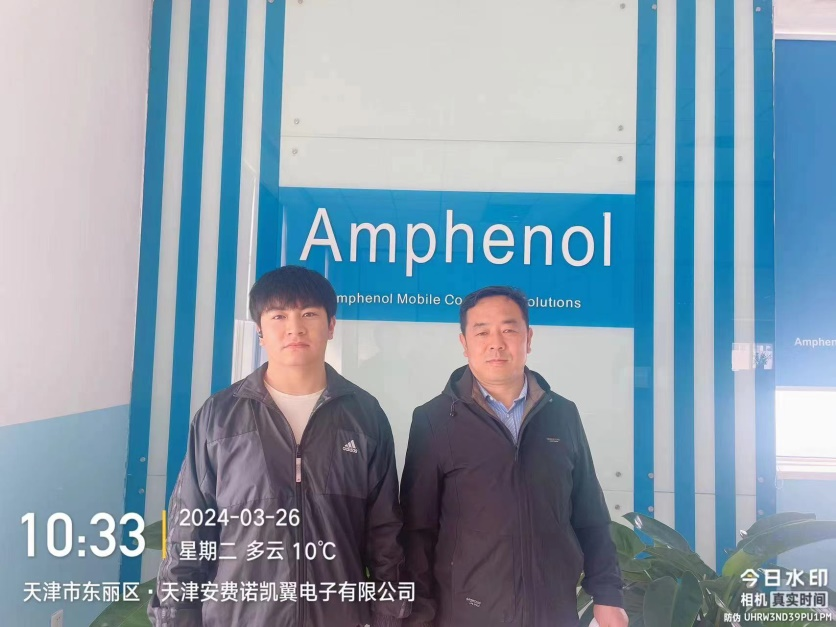 Amphenol
mphenol Mobile Co olutions
Amphen
adidas
10:33
2024-03-26
星期二 多云 10℃
天津市东丽区·天津安费诺凯翼电子有限公司
今日水印
相机 真实时间
防伪 UHRW3ND39PU1PM